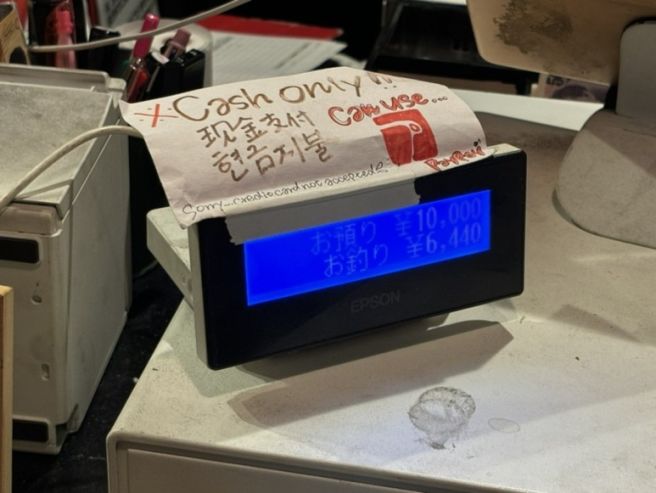 ※Cash only!!!
現金支付
현금지불
Can use...
PayPay!!
Sorry... credit card not accepted
お預り ¥10,000
お釣り ¥6,440
EPSON